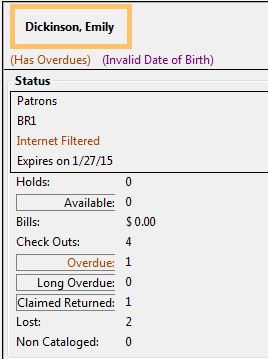 Dickinson, Emily
(Has Overdues) (Invalid Date of Birth)
Status
Patrons
BR1
Internet Filtered
Expires on 1/27/15
Holds: 0
Available: 0
Bills: $ 0.00
Check Outs: 4
Overdue: 1
Long Overdue: 0
Claimed Returned: 1
Lost: 2
Non Cataloged: 0